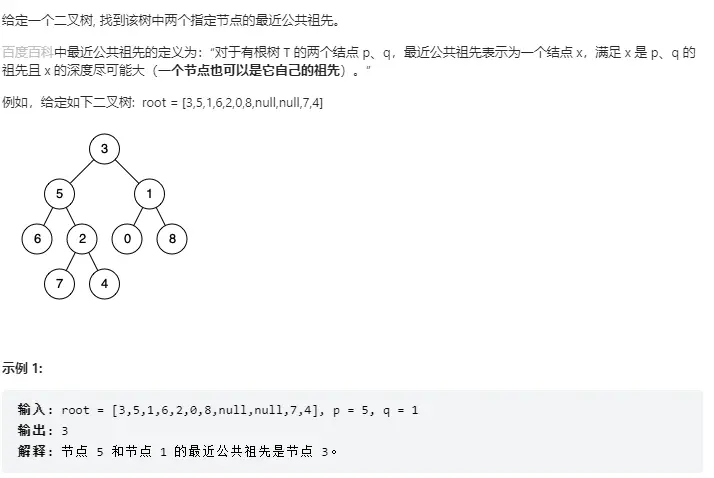 给定一个二叉树, 找到该树中两个指定节点的最近公共祖先。
百度百科中最近公共祖先的定义为：“对于有根树 T 的两个结点 p、q，最近公共祖先表示为一个结点 x，满足 x 是 p、q 的
祖先且 x 的深度尽可能大（一个节点也可以是它自己的祖先）。”
例如，给定如下二叉树:  root = [3,5,1,6,2,0,8,null,null,7,4]
3
5 1
6 2 0 8
7 4
示例 1:
输入: root = [3,5,1,6,2,0,8,null,null,7,4], p = 5, q = 1
输出: 3
解释: 节点 5 和节点 1 的最近公共祖先是节点 3。